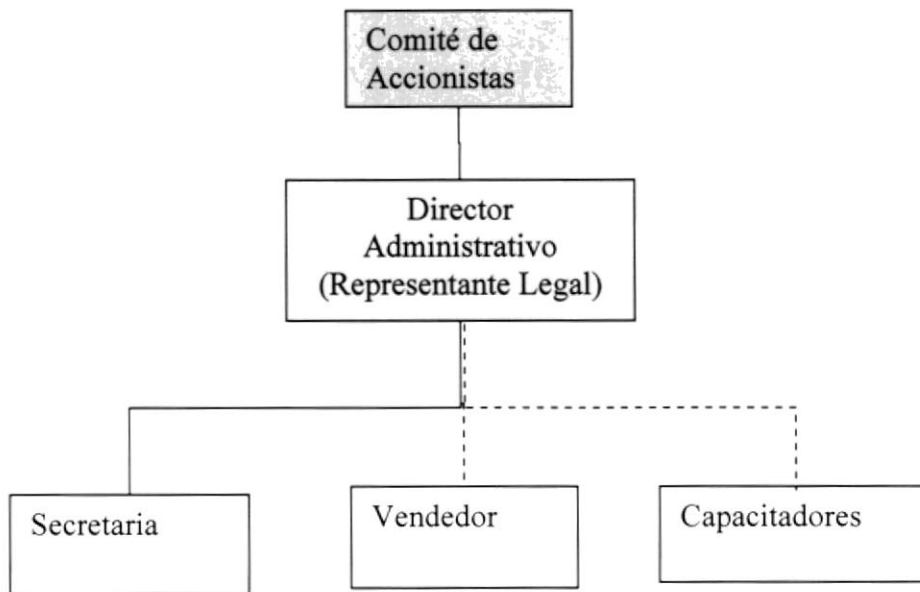 Comité de
Accionistas
Director
Administrativo
(Representante Legal)
Secretaria
Vendedor
Capacitadores